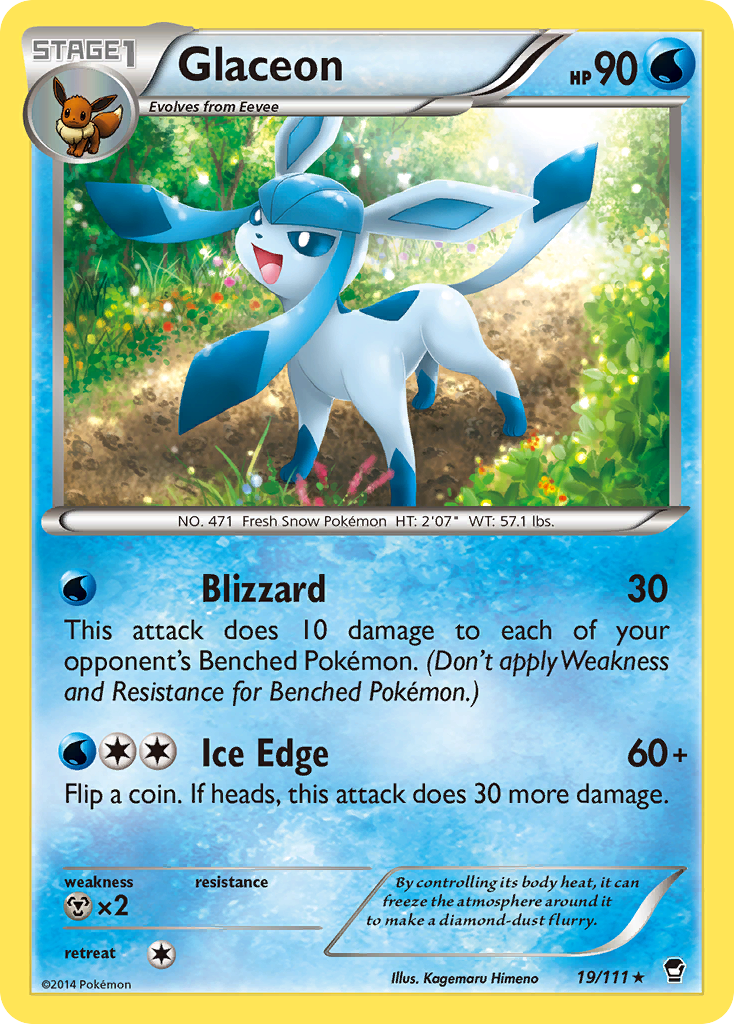 STAGE1
Glaceon
HP 90
Evolves from Eevee
NO. 471 Fresh Snow Pokémon HT: 2'07" WT: 57.1 lbs.
Blizzard 30
This attack does 10 damage to each of your
opponent's Benched Pokémon. (Don't apply Weakness
and Resistance for Benched Pokémon.)
Ice Edge 60+
Flip a coin. If heads, this attack does 30 more damage.
weakness resistance
×2
retreat
By controlling its body heat, it can
freeze the atmosphere around it
to make a diamond-dust flurry.
©2014 Pokémon
Illus. Kagemaru Himeno
19/111 ★